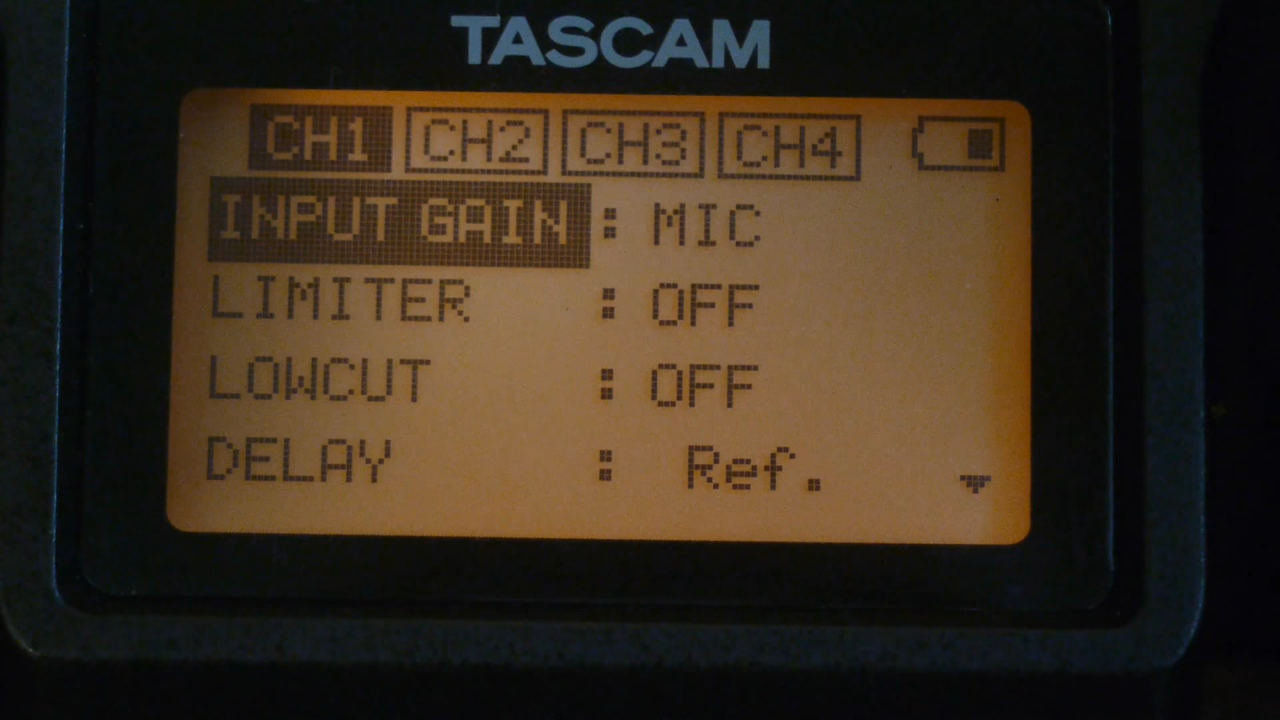 TASCAM
CH1 CH2 CH3 CH4
INPUT GAIN : MIC
LIMITER : OFF
LOWCUT : OFF
DELAY : Ref.